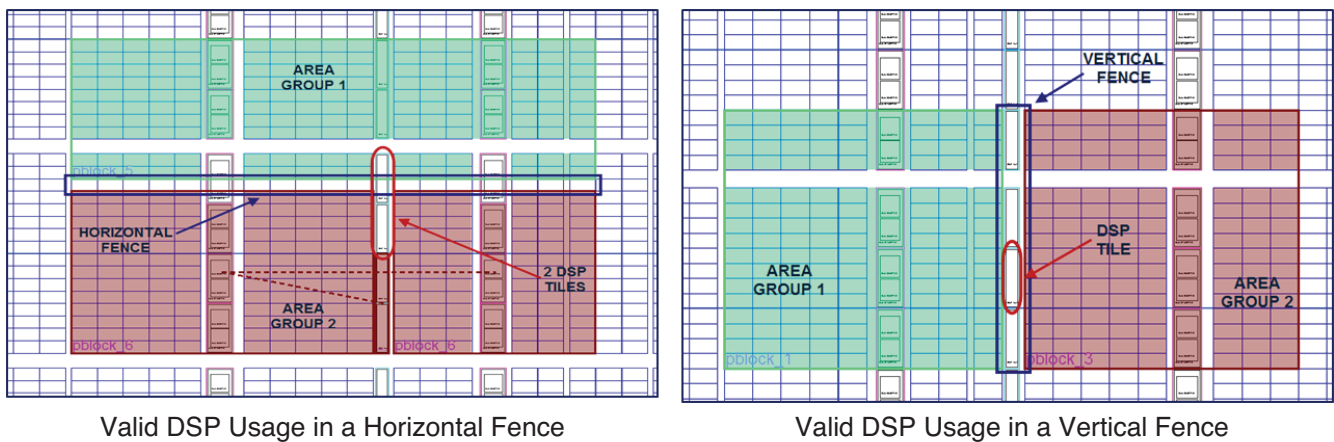 AREA
GROUP 1
pblock_5
HORIZONTAL
FENCE
2 DSP
TILES
AREA
GROUP 2
pblock_6
pblock_6
Valid DSP Usage in a Horizontal Fence
VERTICAL
FENCE
DSP
TILE
AREA
GROUP 1
AREA
GROUP 2
pblock_1
pblock_3
Valid DSP Usage in a Vertical Fence